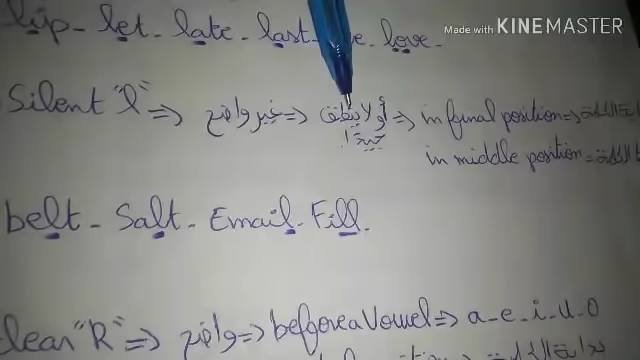 Made with KINEMASTER
lip - let - late - last - love -
Silent "l" => غير واضح <= أو لا ينطق => in final position =>
جيدا! in middle position =>
belt - Salt - Email - Fill.
clear "R" => واضح => before a Vowel => a - e - i - u - o